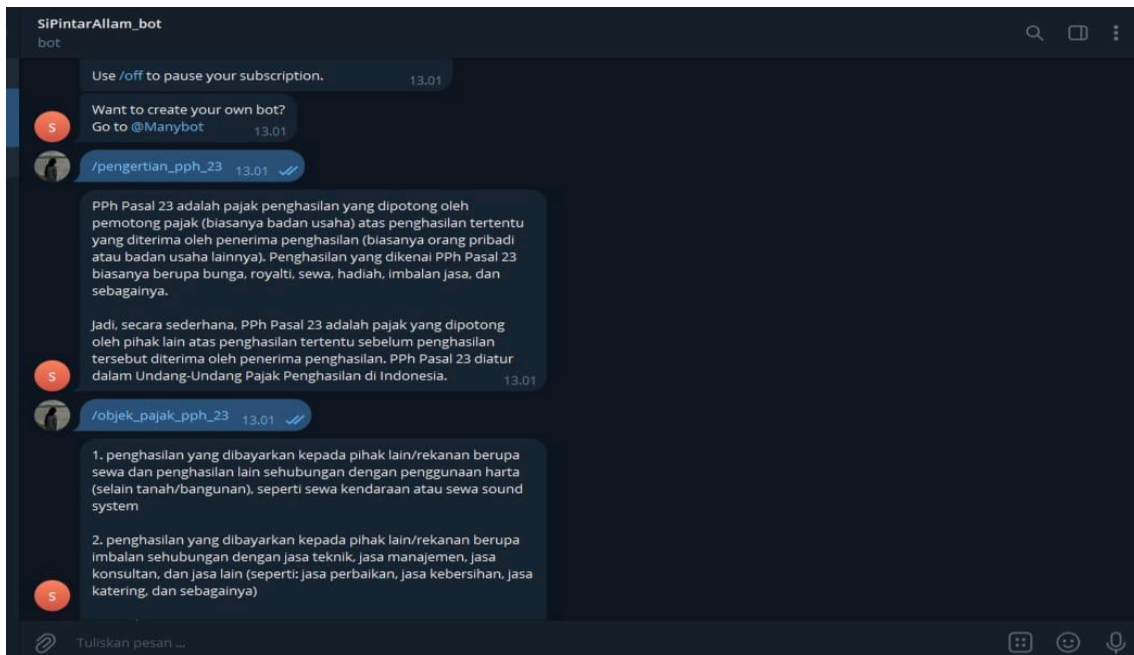 SiPintarAllam_bot
bot
Use /off to pause your subscription. 13.01
Want to create your own bot?
Go to @Manybot 13.01
S
/pengertian_pph_23 13.01
PPh Pasal 23 adalah pajak penghasilan yang dipotong oleh
pemotong pajak (biasanya badan usaha) atas penghasilan tertentu
yang diterima oleh penerima penghasilan (biasanya orang pribadi
atau badan usaha lainnya). Penghasilan yang dikenai PPh Pasal 23
biasanya berupa bunga, royalti, sewa, hadiah, imbalan jasa, dan
sebagainya.
Jadi, secara sederhana, PPh Pasal 23 adalah pajak yang dipotong
oleh pihak lain atas penghasilan tertentu sebelum penghasilan
tersebut diterima oleh penerima penghasilan. PPh Pasal 23 diatur
dalam Undang-Undang Pajak Penghasilan di Indonesia. 13.01
S
/objek_pajak_pph_23 13.01
1. penghasilan yang dibayarkan kepada pihak lain/rekanan berupa
sewa dan penghasilan lain sehubungan dengan penggunaan harta
(selain tanah/bangunan), seperti sewa kendaraan atau sewa sound
system
2. penghasilan yang dibayarkan kepada pihak lain/rekanan berupa
imbalan sehubungan dengan jasa teknik, jasa manajemen, jasa
konsultan, dan jasa lain (seperti: jasa perbaikan, jasa kebersihan, jasa
katering, dan sebagainya)
S
Tuliskan pesan ...